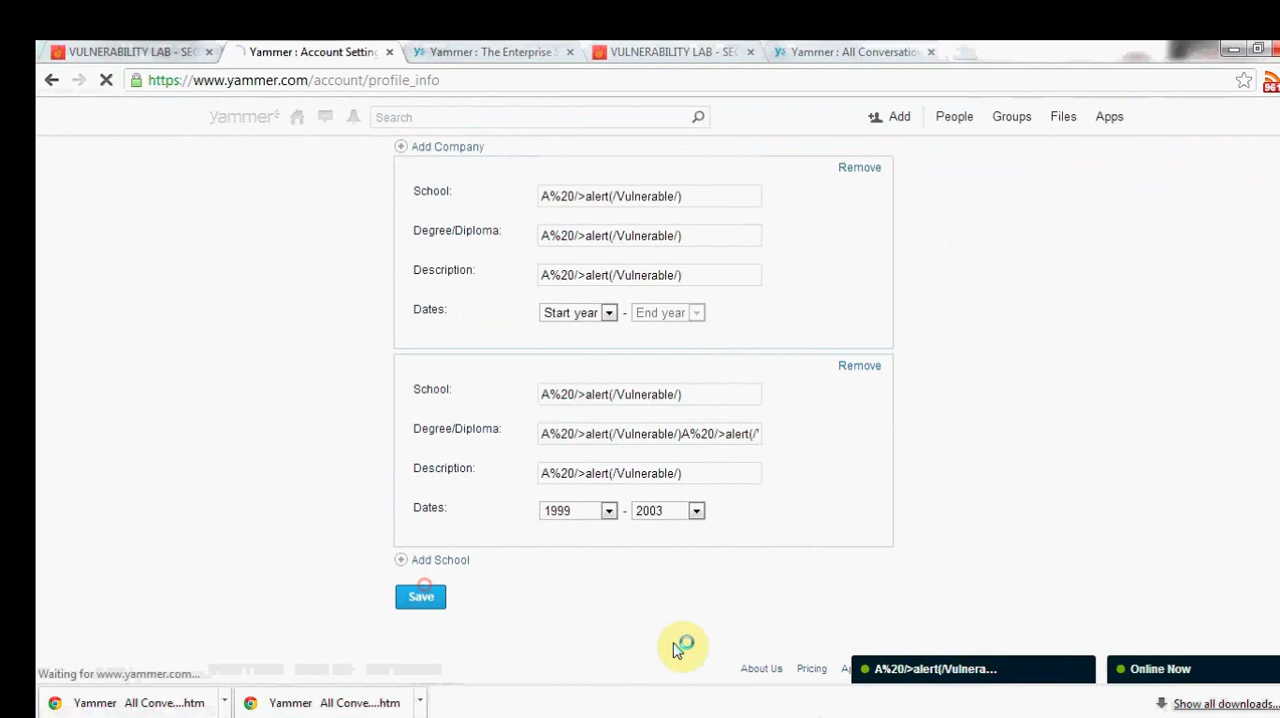 VULNERABILITY LAB - SEC
Yammer : Account Settin
Yammer : The Enterprise S
VULNERABILITY LAB - SEC
Yammer : All Conversatio
https://www.yammer.com/account/profile_info
961
yammer
Search
Add
People
Groups
Files
Apps
Add Company
Remove
School:
A%20/>alert(/Vulnerable/)
Degree/Diploma:
A%20/>alert(/Vulnerable/)
Description:
A%20/>alert(/Vulnerable/)
Dates:
Start year - End year
Remove
School:
A%20/>alert(/Vulnerable/)
Degree/Diploma:
A%20/>alert(/Vulnerable/)A%20/>alert(/
Description:
A%20/>alert(/Vulnerable/)
Dates:
1999 - 2003
Add School
Save
About Us
Pricing
A%20/>alert(/Vulnera...
Online Now
Waiting for www.yammer.com...
Yammer All Conve....htm
Yammer All Conve....htm
Show all downloads...